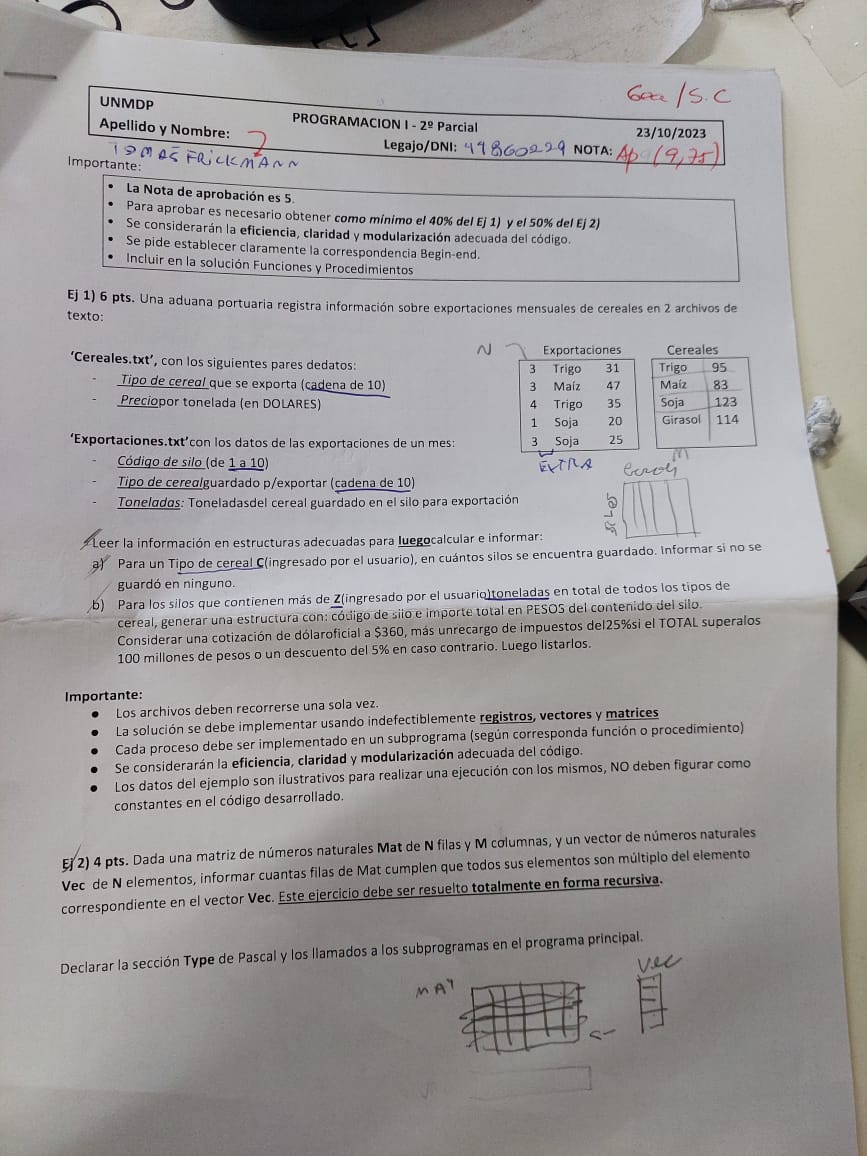 6oa / S.C
UNMDP
PROGRAMACION I - 2º Parcial
23/10/2023
Apellido y Nombre:
Legajo/DNI: 44860229 NOTA: Ap (9,75)
TOMAS FRICKMANN
2
Importante:
• La Nota de aprobación es 5.
• Para aprobar es necesario obtener como mínimo el 40% del Ej 1) y el 50% del Ej 2)
• Se considerarán la eficiencia, claridad y modularización adecuada del código.
• Se pide establecer claramente la correspondencia Begin-end.
• Incluir en la solución Funciones y Procedimientos
Ej 1) 6 pts. Una aduana portuaria registra información sobre exportaciones mensuales de cereales en 2 archivos de
texto:
‘Cereales.txt’, con los siguientes pares dedatos:
- Tipo de cereal que se exporta (cadena de 10)
- Preciopor tonelada (en DOLARES)
‘Exportaciones.txt’con los datos de las exportaciones de un mes:
- Código de silo (de 1 a 10)
- Tipo de cerealguardado p/exportar (cadena de 10)
- Toneladas: Toneladasdel cereal guardado en el silo para exportación
N
Exportaciones
3 Trigo 31
3 Maíz 47
4 Trigo 35
1 Soja 20
3 Soja 25
EXTRA
Cereales
Trigo 95
Maíz 83
Soja 123
Girasol 114
M
SILOS
Leer la información en estructuras adecuadas para luegocalcular e informar:
a) Para un Tipo de cereal C(ingresado por el usuario), en cuántos silos se encuentra guardado. Informar si no se
guardó en ninguno.
b) Para los silos que contienen más de Z(ingresado por el usuario)toneladas en total de todos los tipos de
cereal, generar una estructura con: código de silo e importe total en PESOS del contenido del silo.
Considerar una cotización de dólaroficial a $360, más unrecargo de impuestos del25%si el TOTAL superalos
100 millones de pesos o un descuento del 5% en caso contrario. Luego listarlos.
Importante:
• Los archivos deben recorrerse una sola vez.
• La solución se debe implementar usando indefectiblemente registros, vectores y matrices
• Cada proceso debe ser implementado en un subprograma (según corresponda función o procedimiento)
• Se considerarán la eficiencia, claridad y modularización adecuada del código.
• Los datos del ejemplo son ilustrativos para realizar una ejecución con los mismos, NO deben figurar como
constantes en el código desarrollado.
Ej 2) 4 pts. Dada una matriz de números naturales Mat de N filas y M columnas, y un vector de números naturales
Vec de N elementos, informar cuantas filas de Mat cumplen que todos sus elementos son múltiplo del elemento
correspondiente en el vector Vec. Este ejercicio debe ser resuelto totalmente en forma recursiva.
Declarar la sección Type de Pascal y los llamados a los subprogramas en el programa principal.
MAT
Vec